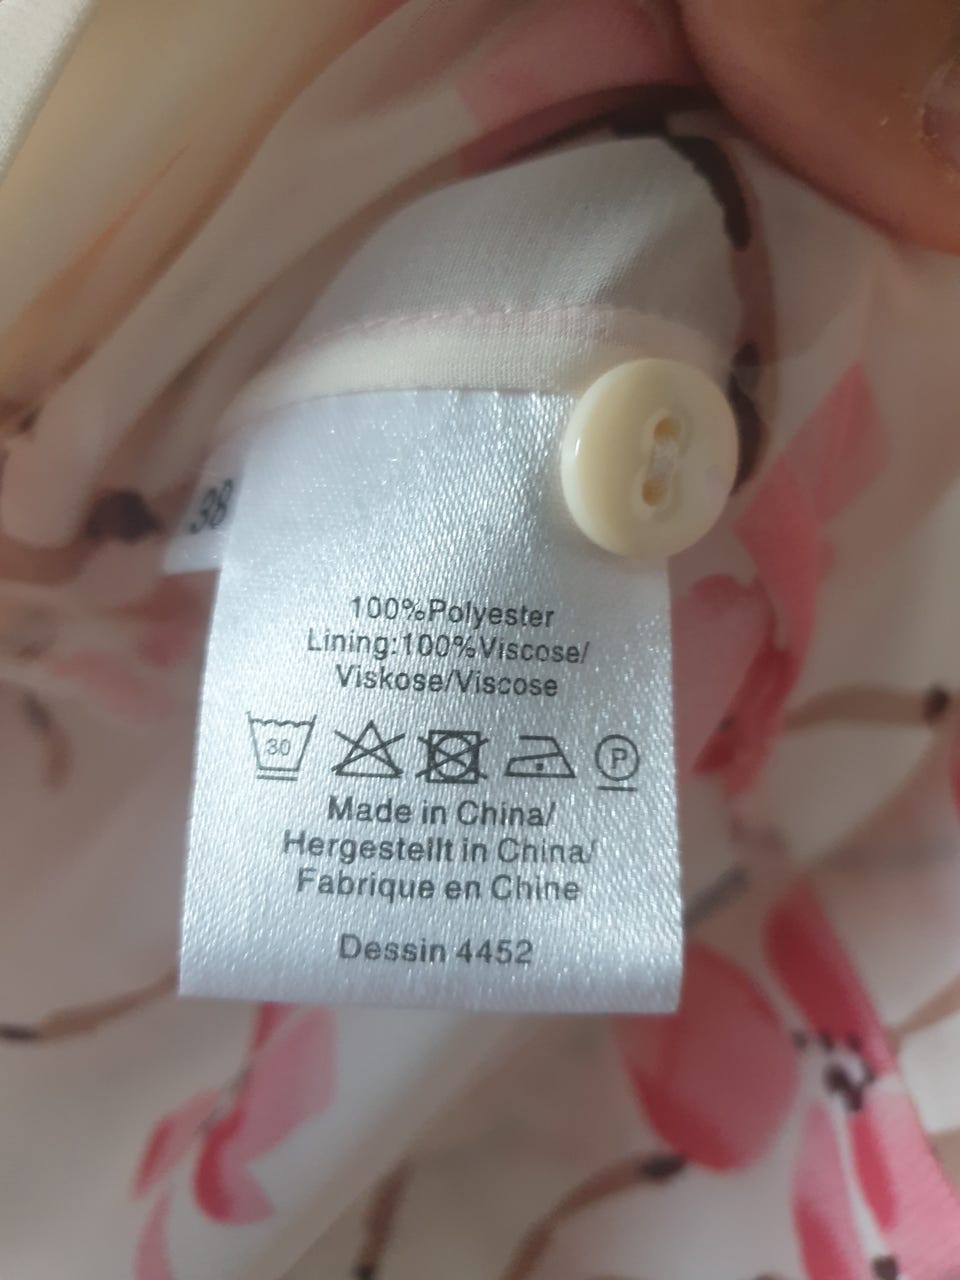 38
100%Polyester
Lining:100%Viscose/
Viskose/Viscose
30
P
Made in China/
Hergestellt in China/
Fabrique en Chine
Dessin 4452